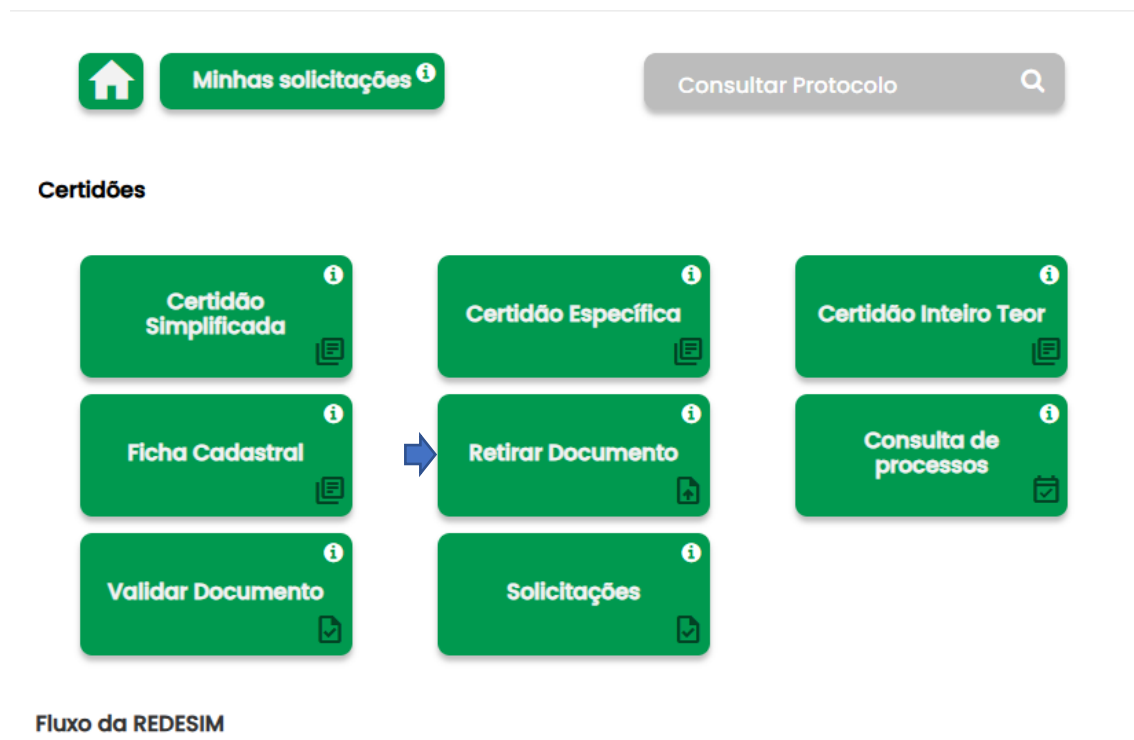 Minhas solicitações
Consultar Protocolo
Certidões
Certidão
Simplificada
Certidão Específica
Certidão Inteiro Teor
Ficha Cadastral
Retirar Documento
Consulta de
processos
Validar Documento
Solicitações
Fluxo da REDESIM